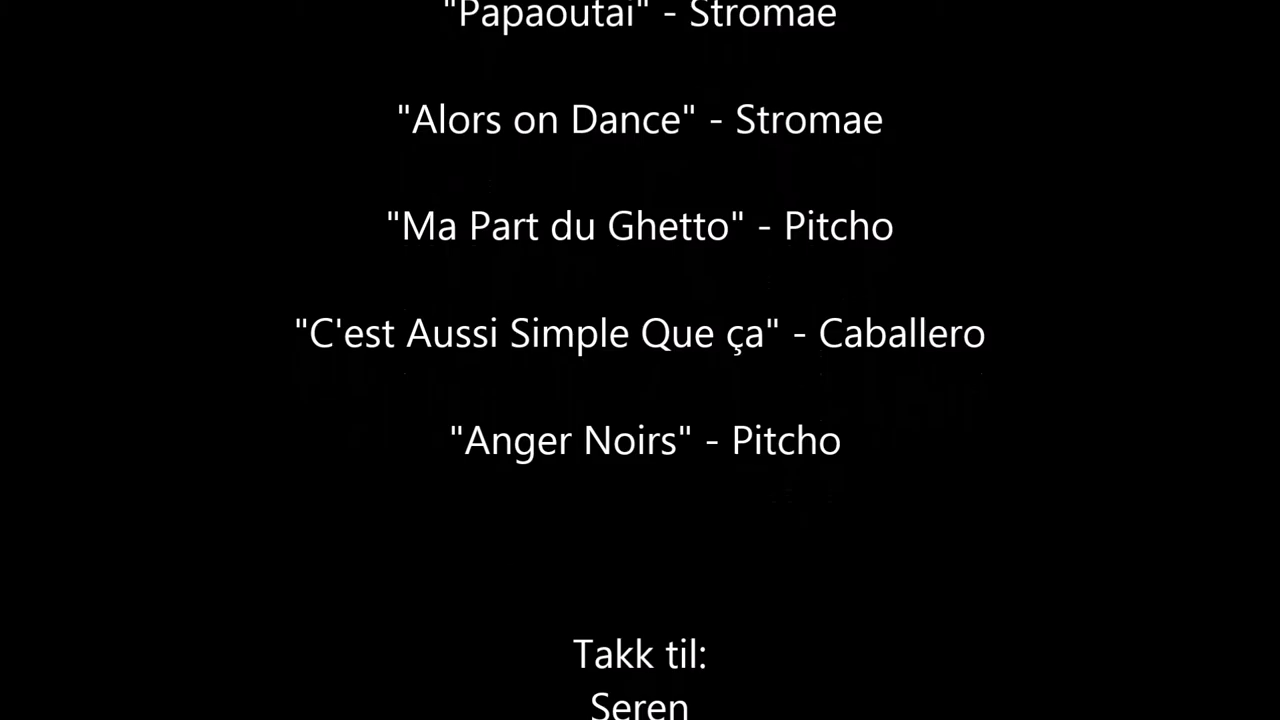 "Papaoutai" - Stromae
"Alors on Dance" - Stromae
"Ma Part du Ghetto" - Pitcho
"C'est Aussi Simple Que ça" - Caballero
"Anger Noirs" - Pitcho
Takk til:
Seren